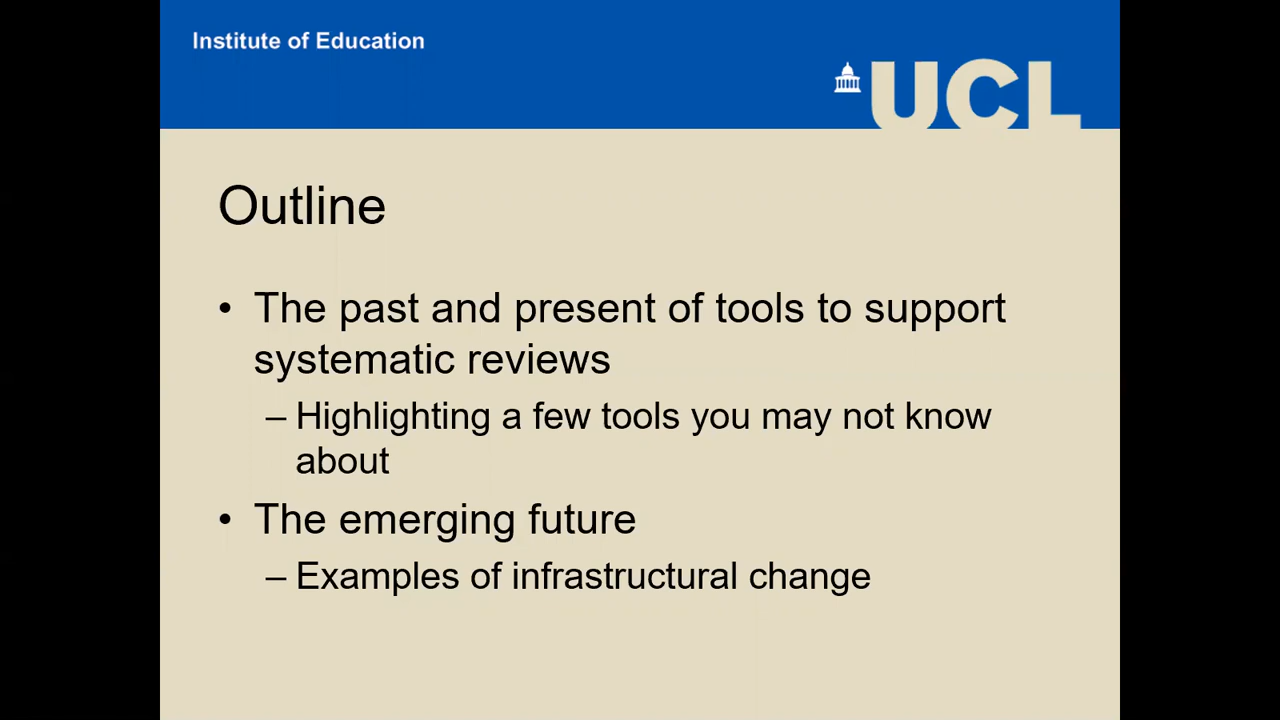 Institute of Education
UCL
Outline
• The past and present of tools to support
systematic reviews
– Highlighting a few tools you may not know
about
• The emerging future
– Examples of infrastructural change